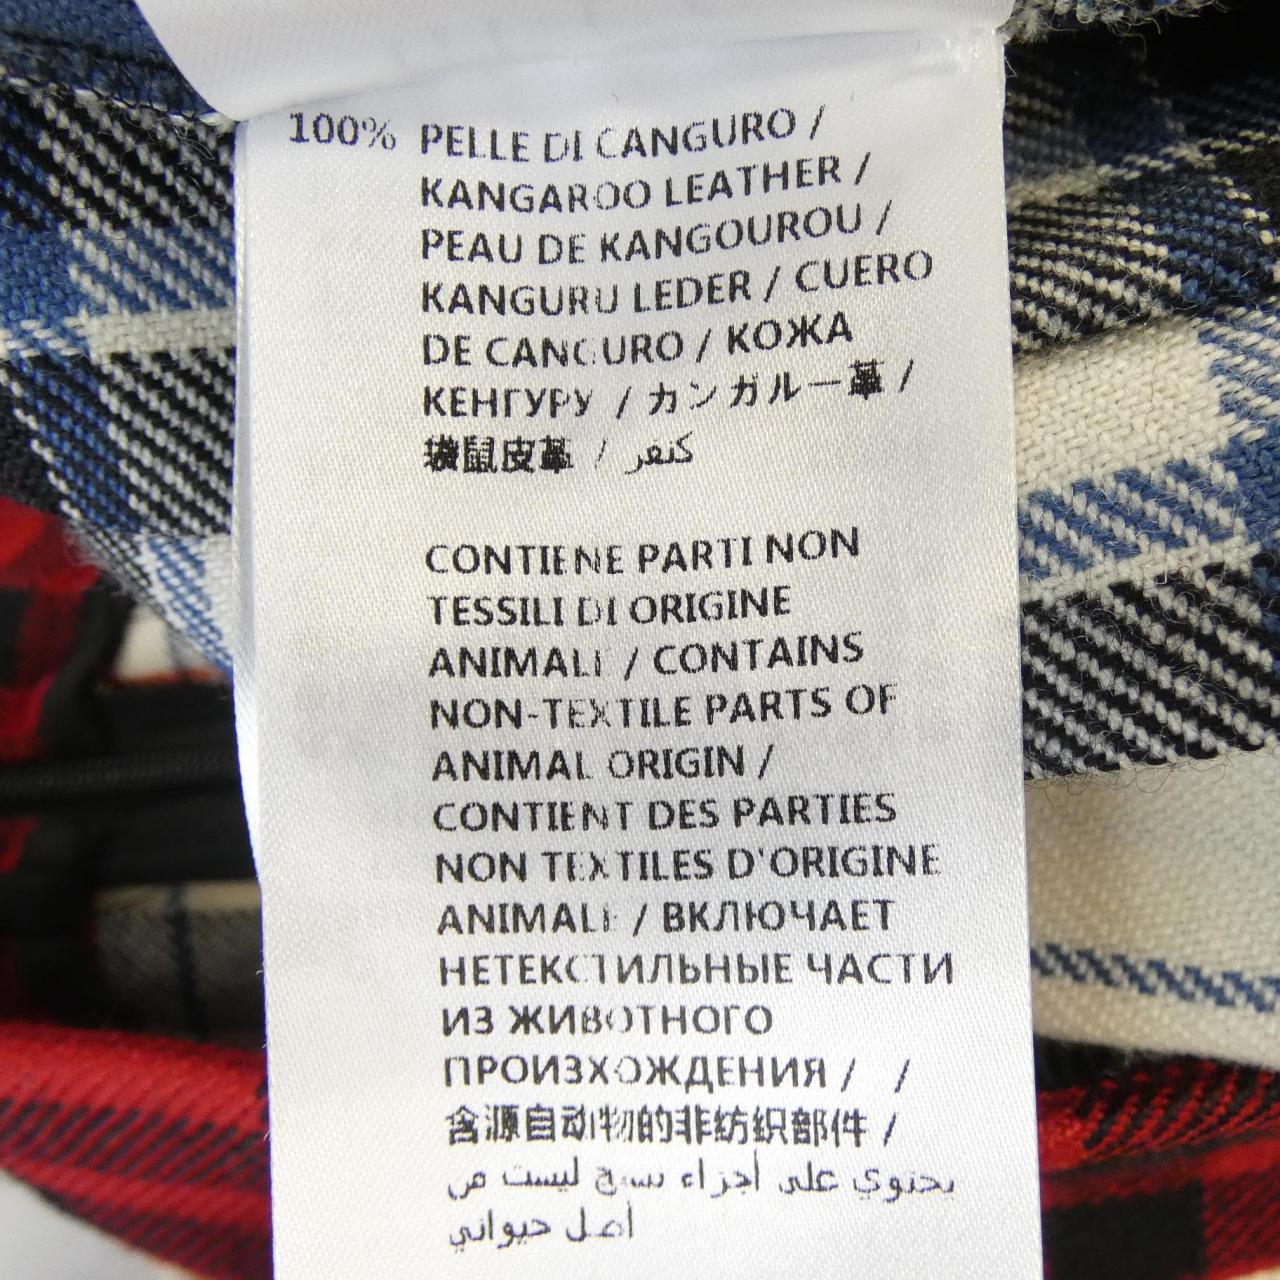 100% PELLE DI CANGURO /
KANGAROO LEATHER /
PEAU DE KANGOUROU /
KANGURU LEDER / CUERO
DE CANGURO / КОЖА
КЕНГУРУ / カンガルー革 /
袋鼠皮革 / كنغر
CONTIENE PARTI NON
TESSILI DI ORIGINE
ANIMALE / CONTAINS
NON-TEXTILE PARTS OF
ANIMAL ORIGIN /
CONTIENT DES PARTIES
NON TEXTILES D'ORIGINE
ANIMALE / ВКЛЮЧАЕТ
НЕТЕКСТИЛЬНЫЕ ЧАСТИ
ИЗ ЖИВОТНОГО
ПРОИЗХОЖДЕНИЯ / /
含源自动物的非纺织部件 /
يحتوي على أجزاء نسج ليست من
أصل حيواني